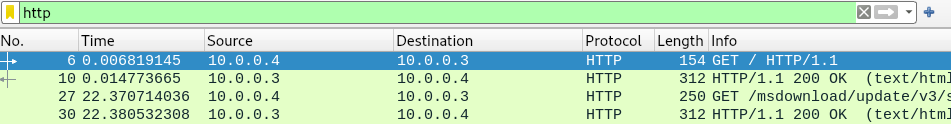 http
No. Time Source Destination Protocol Length Info
6 0.006819145 10.0.0.4 10.0.0.3 HTTP 154 GET / HTTP/1.1
10 0.014773665 10.0.0.3 10.0.0.4 HTTP 312 HTTP/1.1 200 OK (text/html
27 22.370714036 10.0.0.4 10.0.0.3 HTTP 250 GET /msdownload/update/v3/s
30 22.380532308 10.0.0.3 10.0.0.4 HTTP 312 HTTP/1.1 200 OK (text/html